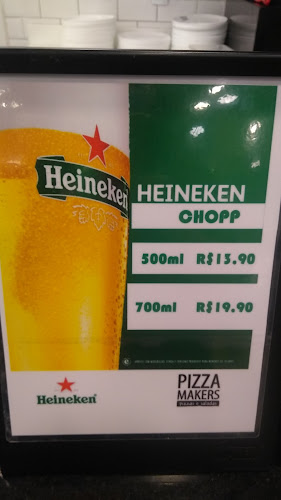 Heineken
HEINEKEN
CHOPP
500ml R$13.90
700ml R$19.90
Heineken
PIZZA
MAKERS